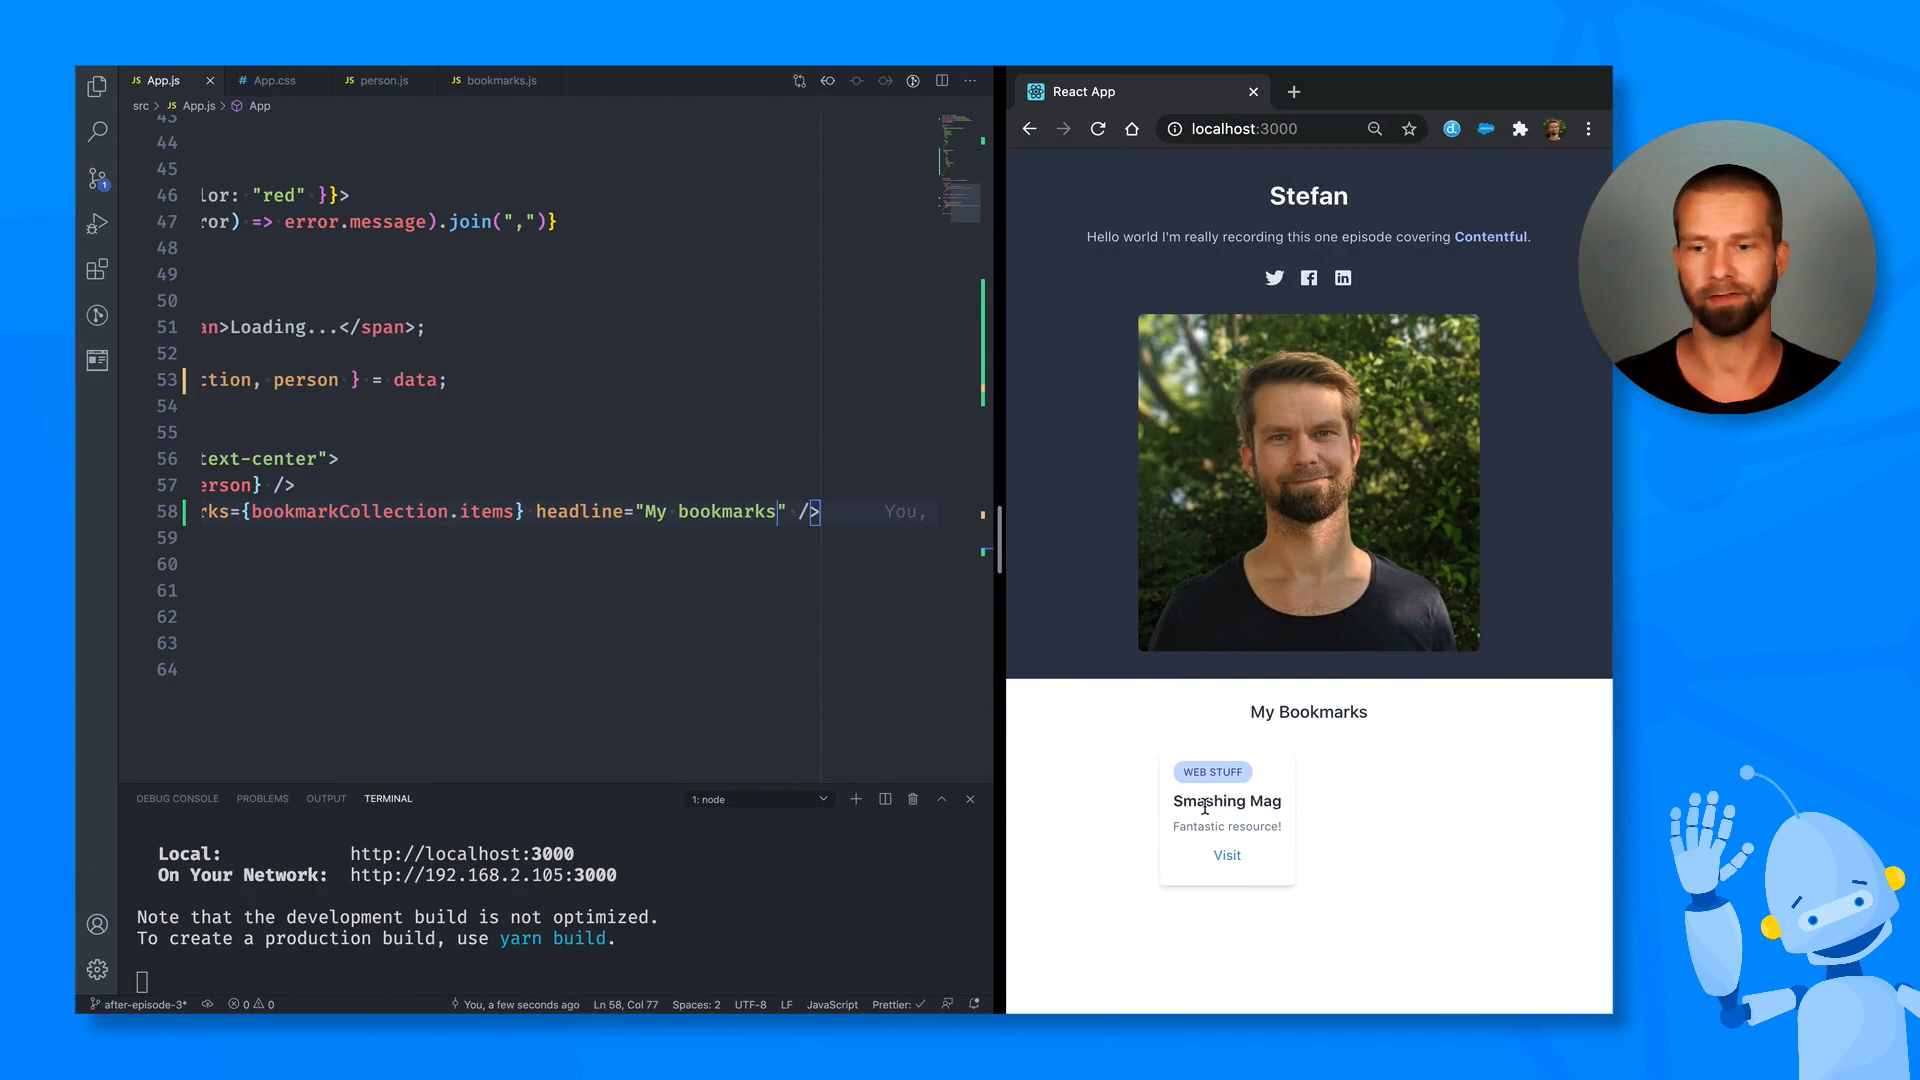 App.js
App.css
person.js
bookmarks.js
src > App.js > App
43
44
45
46 lor: "red" }}>
47 ror) => error.message).join(",")}
48
49
50
51 an>Loading...</span>;
52
53 ction, person } = data;
54
55
56 text-center">
57 erson} />
58 rks={bookmarkCollection.items} headline="My bookmarks" /> You,
59
60
61
62
63
64
1
DEBUG CONSOLE PROBLEMS OUTPUT TERMINAL 1: node
Local: http://localhost:3000
On Your Network: http://192.168.2.105:3000
Note that the development build is not optimized.
To create a production build, use yarn build.
after-episode-3* 0 0 You, a few seconds ago Ln 58, Col 77 Spaces: 2 UTF-8 LF JavaScript Prettier: ✓
React App
localhost:3000
d.
Stefan
Hello world I'm really recording this one episode covering Contentful.
My Bookmarks
WEB STUFF
Smashing Mag
Fantastic resource!
Visit